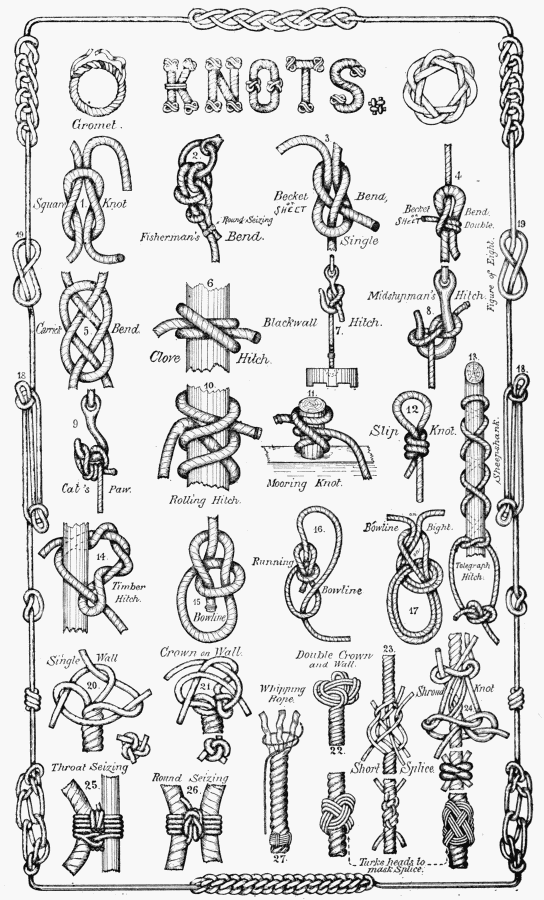 KNOTS.
Gromet.
Square Knot
1.
2.
Round Seizing
Fisherman's Bend.
3.
Becket Bend,
or
SHEET
Single
4
Becket Bend.
or
SHEET Double.
19
Figure of Eight.
19
Carrick Bend.
5
6
Clove Hitch.
Blackwall Hitch.
7.
Midshipman's Hitch.
8.
9
Cat's Paw.
10.
Rolling Hitch.
11.
Mooring Knot.
12
Slip Knot.
13.
18
18.
Sheepshank.
Telegraph
Hitch.
14.
Timber
Hitch.
15
Bowline
16.
Running
Bowline
Bowline on Bight.
17
Single Wall
20.
Crown on Wall.
21
Double Crown
and Wall.
22.
Whipping
Rope.
27.
23.
Short Splice.
Shroud Knot
24
Throat Seizing
25.
Round Seizing
26.
Turks heads to
mask Splice.